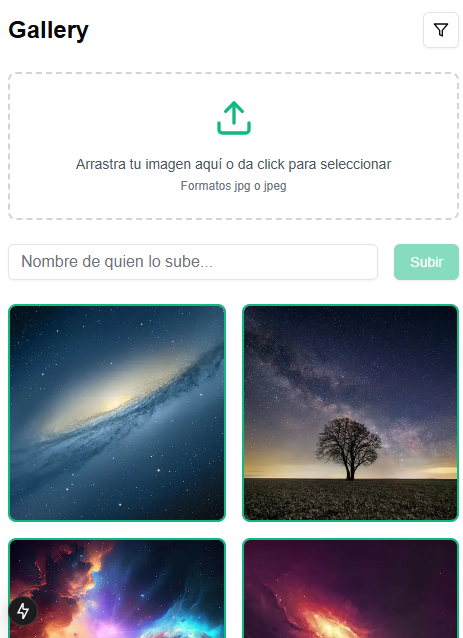 Gallery
Arrastra tu imagen aquí o da click para seleccionar
Formatos jpg o jpeg
Nombre de quien lo sube...
Subir